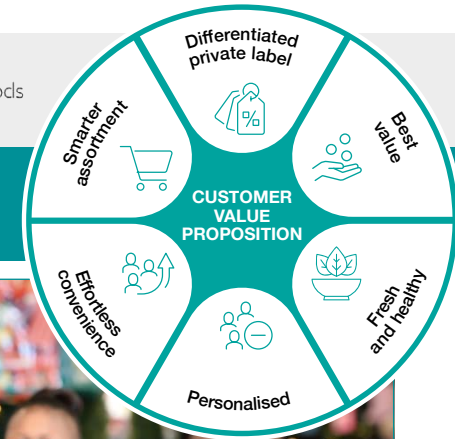 Differentiated
private label
Best
value
Fresh
and healthy
Personalised
Effortless
convenience
Smarter
assortment
CUSTOMER
VALUE
PROPOSITION
%